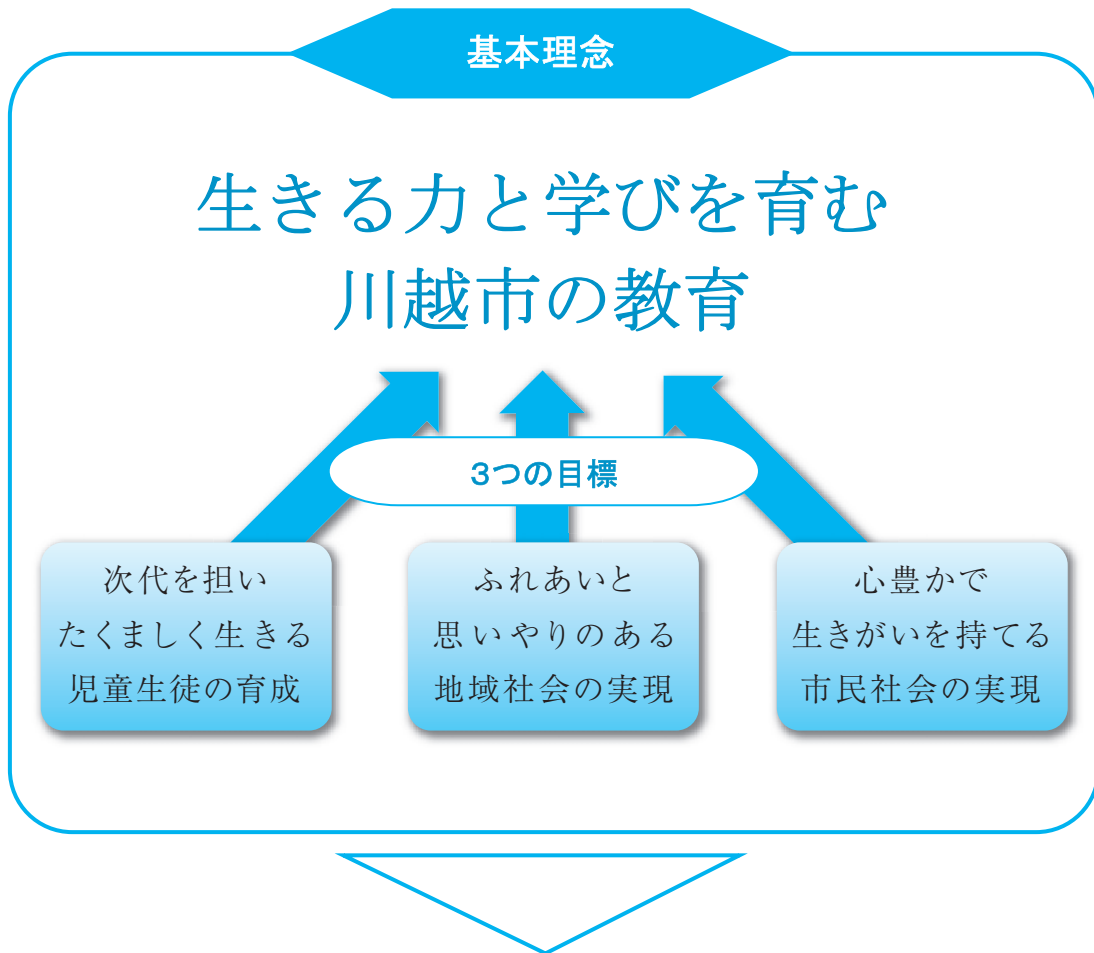 基本理念
生きる力と学びを育む
川越市の教育
3つの目標
次代を担い
たくましく生きる
児童生徒の育成
ふれあいと
思いやりのある
地域社会の実現
心豊かで
生きがいを持てる
市民社会の実現